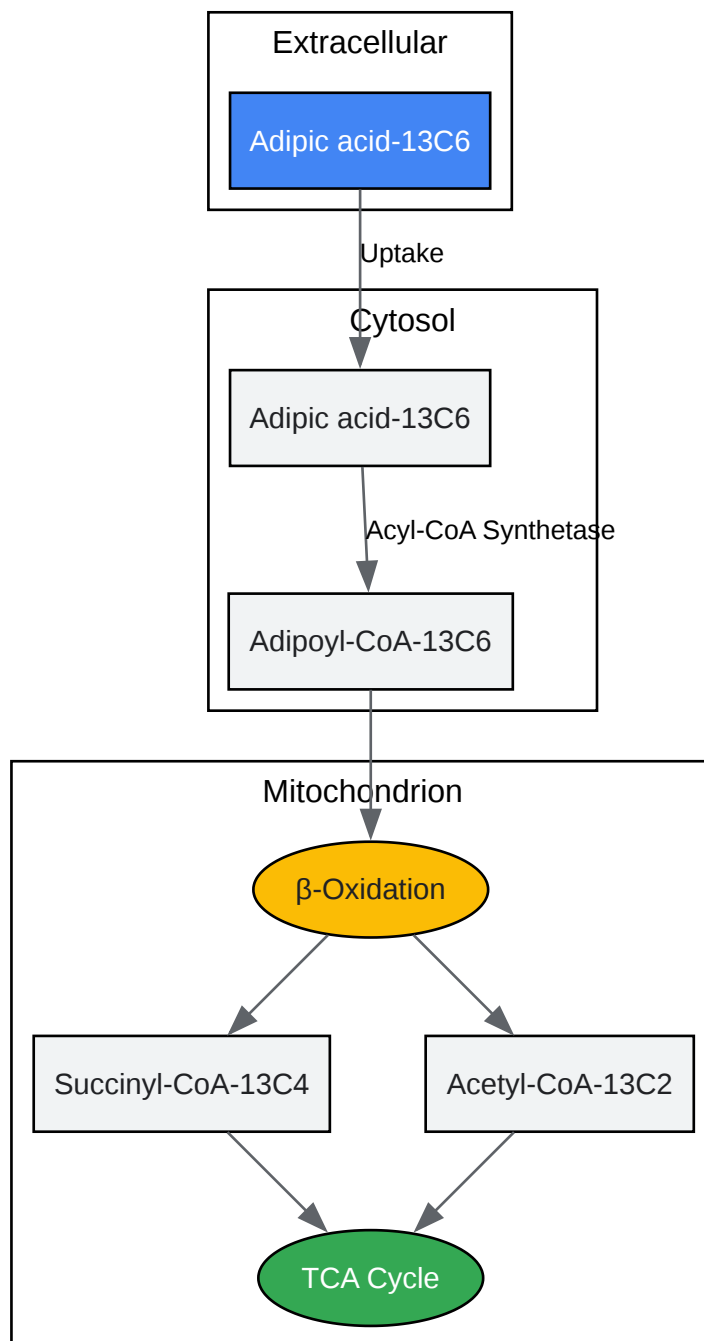 Extracellular
Adipic acid-13C6
Uptake
Cytosol
Adipic acid-13C6
Acyl-CoA Synthetase
Adipoyl-CoA-13C6
Mitochondrion
β-Oxidation
Succinyl-CoA-13C4
Acetyl-CoA-13C2
TCA Cycle